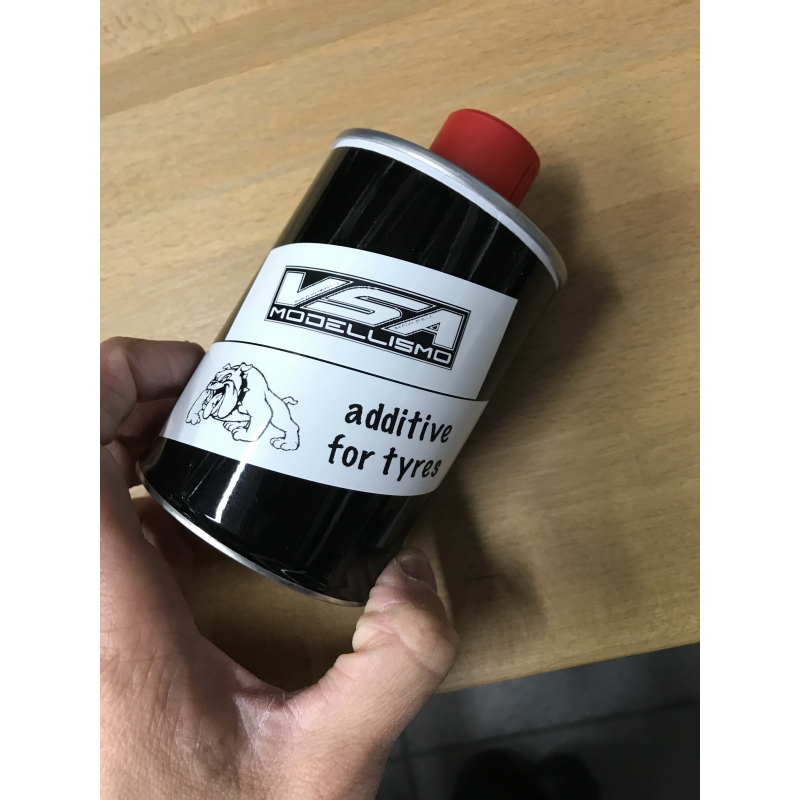 VSA
MODELLISMO
additive
for tyres